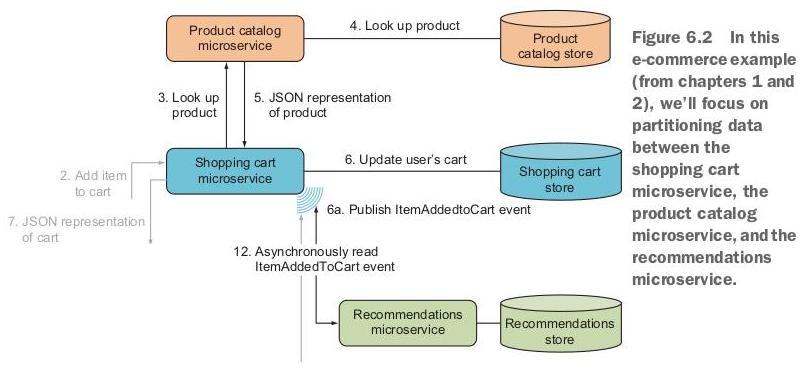 4. Look up product
Product catalog
microservice
Product
catalog store
3. Look up
product
5. JSON representation
of product
2. Add item
to cart
Shopping cart
microservice
6. Update user's cart
Shopping cart
store
7. JSON representation
of cart
6a. Publish ItemAddedtoCart event
12. Asynchronously read
ItemAddedToCart event
Recommendations
microservice
Recommendations
store
Figure 6.2 In this
e-commerce example
(from chapters 1 and
2), we'll focus on
partitioning data
between the
shopping cart
microservice, the
product catalog
microservice, and the
recommendations
microservice.